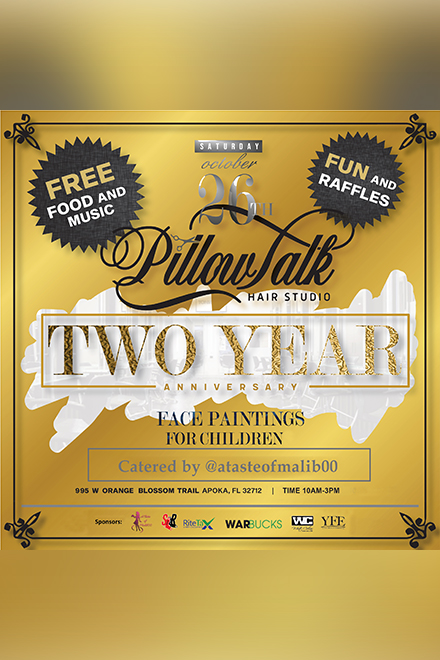 SATURDAY
october
26TH
FREE
FOOD AND
MUSIC
FUN AND
RAFFLES
PillowTalk
HAIR STUDIO
TWO YEAR
ANNIVERSARY
FACE PAINTINGS
FOR CHILDREN
Catered by @atasteofmalib00
995 W ORANGE BLOSSOM TRAIL APOKA, FL 32712 | TIME 10AM-3PM
Sponsors: RiteTax WARBUCKS YFE